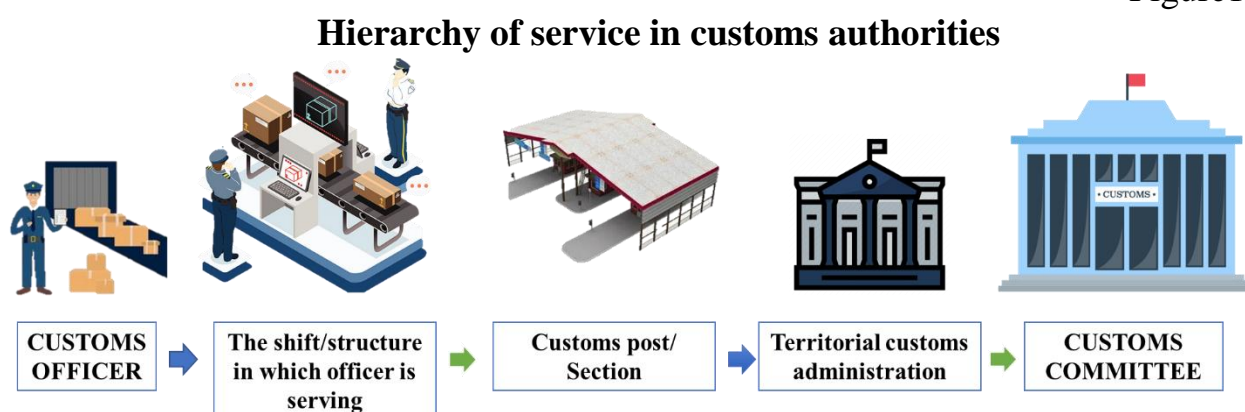 Figure1
Hierarchy of service in customs authorities
• CUSTOMS •
CUSTOMS
OFFICER
The shift/structure
in which officer is
serving
Customs post/
Section
Territorial customs
administration
CUSTOMS
COMMITTEE